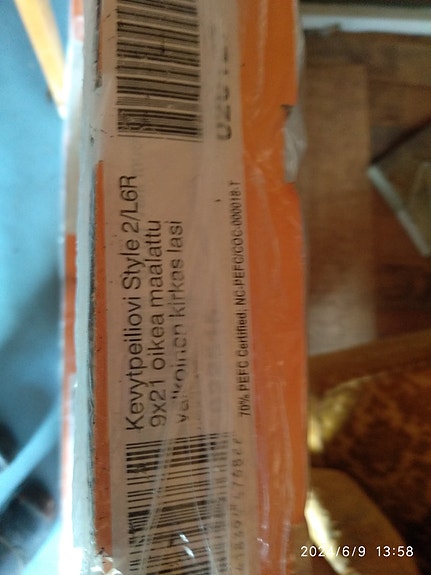 Kevytpeiliovi Style 2/L6R
9x21 oikea maalattu
valkoinen kirkas lasi
70% PEFC Certified, NC-PEFC/COC-000018-T
2024/6/9 13:58